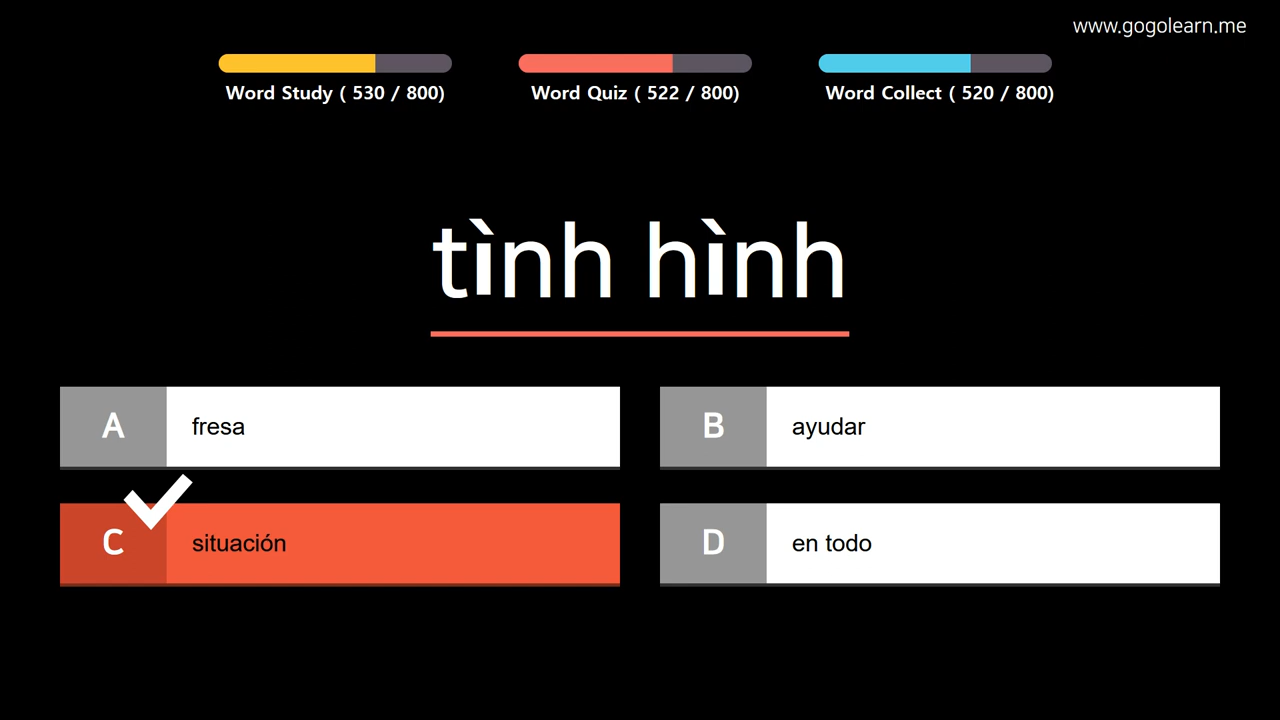 www.gogolearn.me
Word Study ( 530 / 800)
Word Quiz ( 522 / 800)
Word Collect ( 520 / 800)
tình hình
A fresa
B ayudar
C situación
D en todo